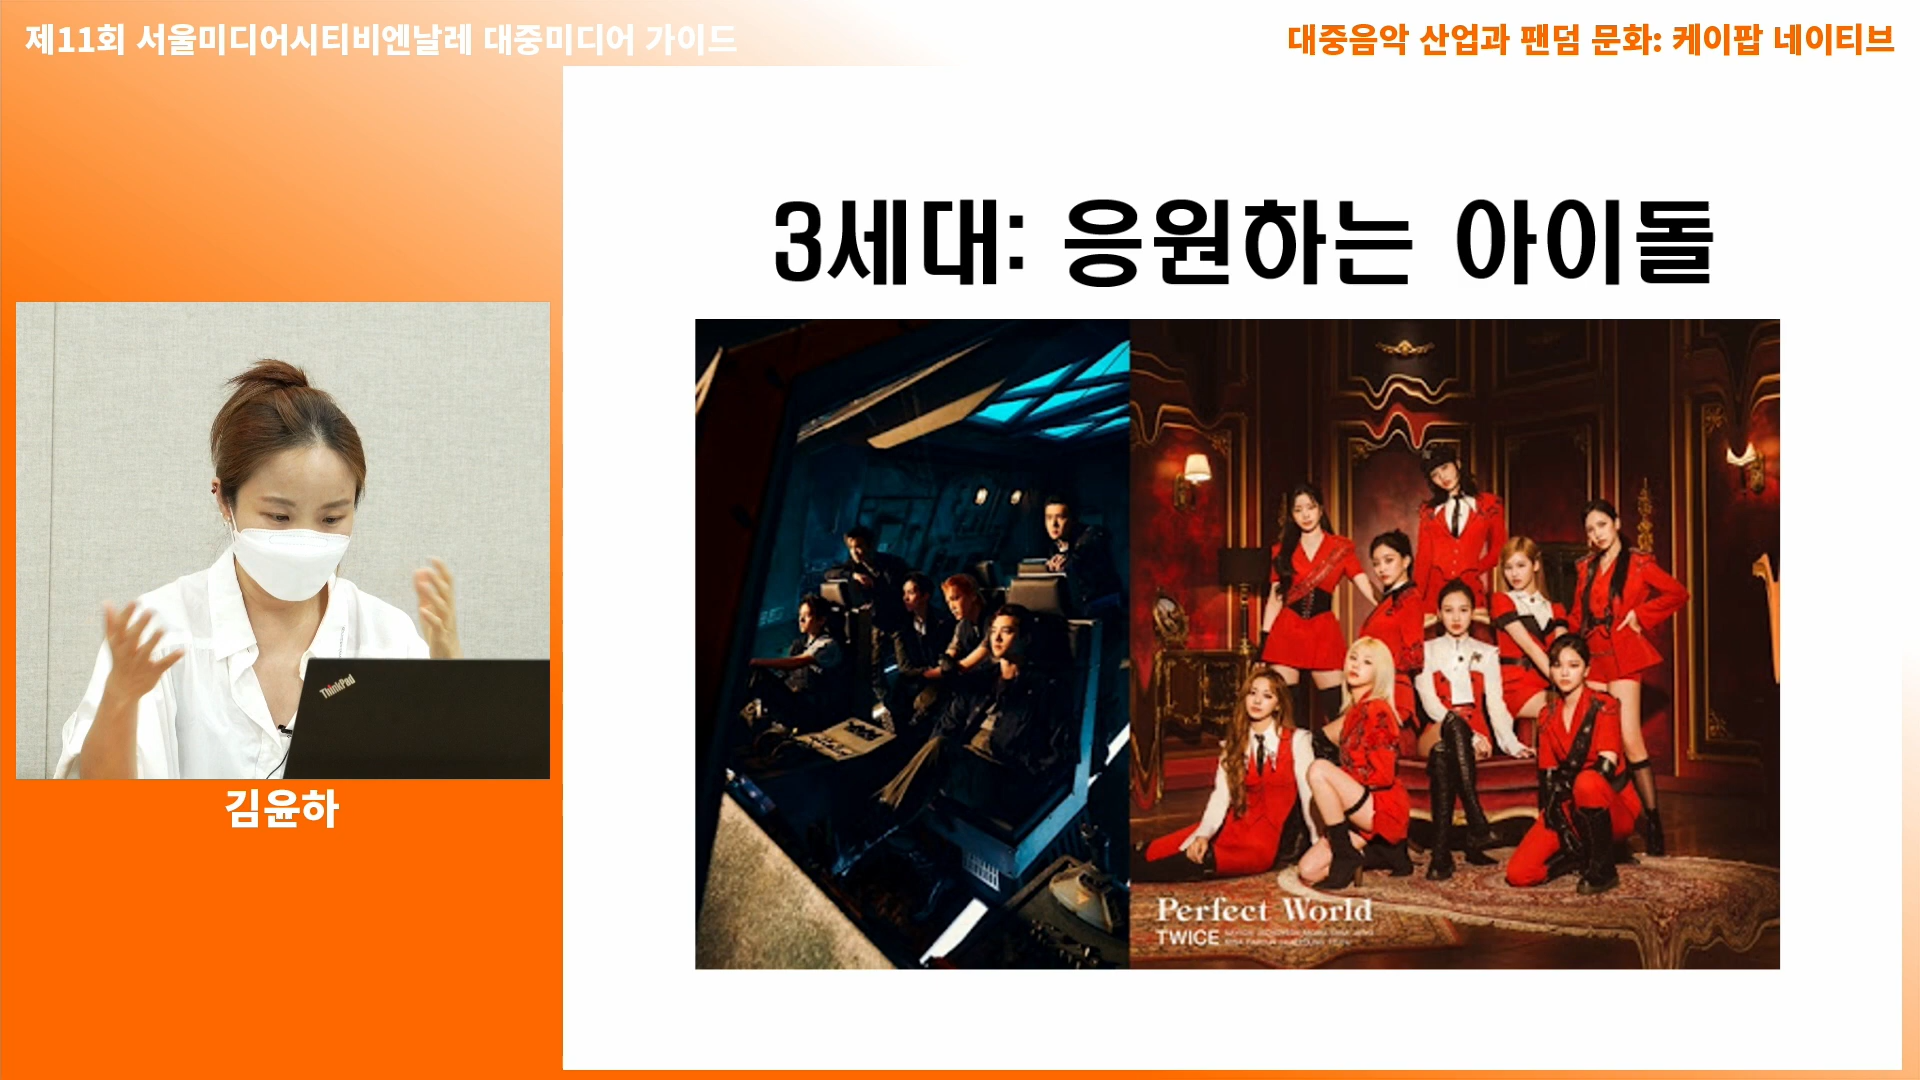 제11회 서울미디어시티비엔날레 대중미디어 가이드
대중음악 산업과 팬덤 문화: 케이팝 네이티브
3세대: 응원하는 아이돌
ThinkPad
김윤하
Perfect World
TWICE